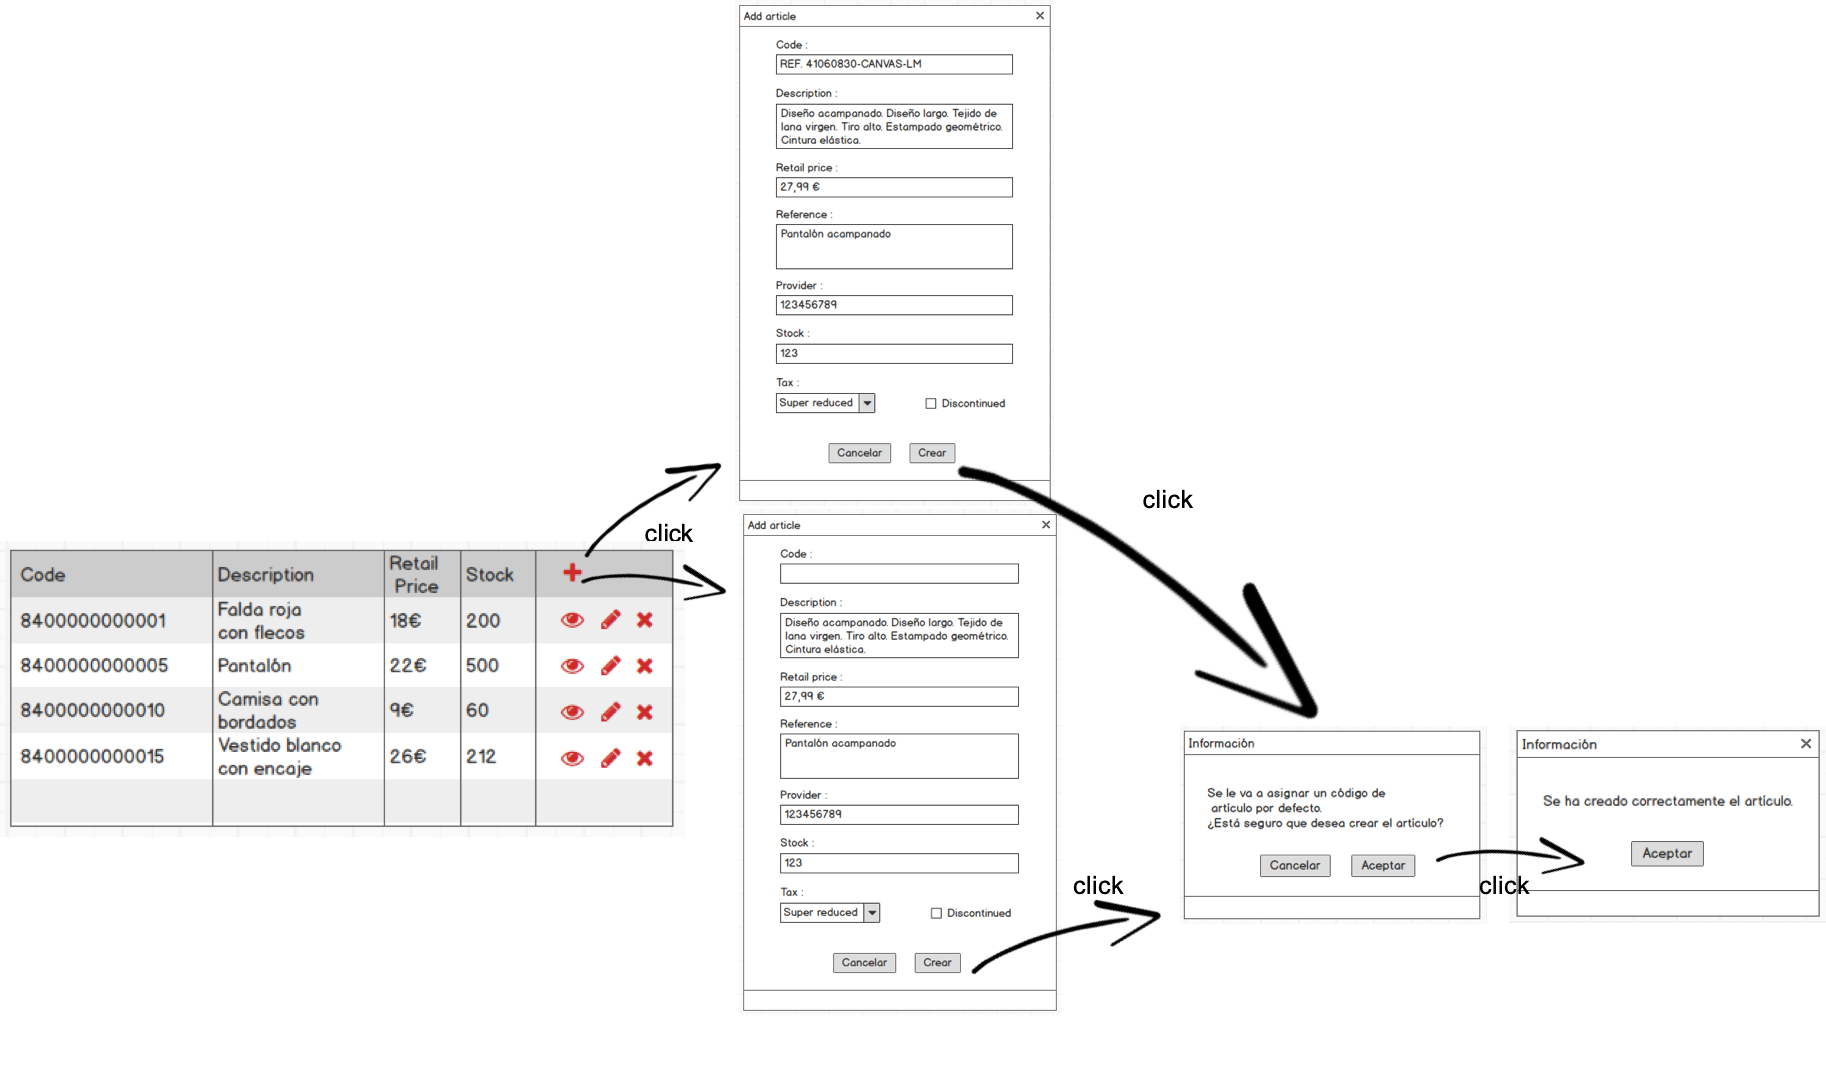 Add article
Code :
REF. 41060830-CANVAS-LM
Description :
Diseño acampanado. Diseño largo. Tejido de
lana virgen. Tiro alto. Estampado geométrico.
Cintura elástica.
Retail price :
27,99 €
Reference :
Pantalón acampanado
Provider :
123456789
Stock :
123
Tax :
Super reduced
Discontinued
Cancelar
Crear
click
click
Code
Description
Retail
Price
Stock
8400000000001
Falda roja
con flecos
18€
200
8400000000005
Pantalón
22€
500
8400000000010
Camisa con
bordados
9€
60
8400000000015
Vestido blanco
con encaje
26€
212
Add article
Code :
Description :
Diseño acampanado. Diseño largo. Tejido de
lana virgen. Tiro alto. Estampado geométrico.
Cintura elástica.
Retail price :
27,99 €
Reference :
Pantalón acampanado
Provider :
123456789
Stock :
123
Tax :
Super reduced
Discontinued
Cancelar
Crear
click
Información
Se le va a asignar un código de
artículo por defecto.
¿Está seguro que desea crear el artículo?
Cancelar
Aceptar
click
Información
Se ha creado correctamente el artículo.
Aceptar